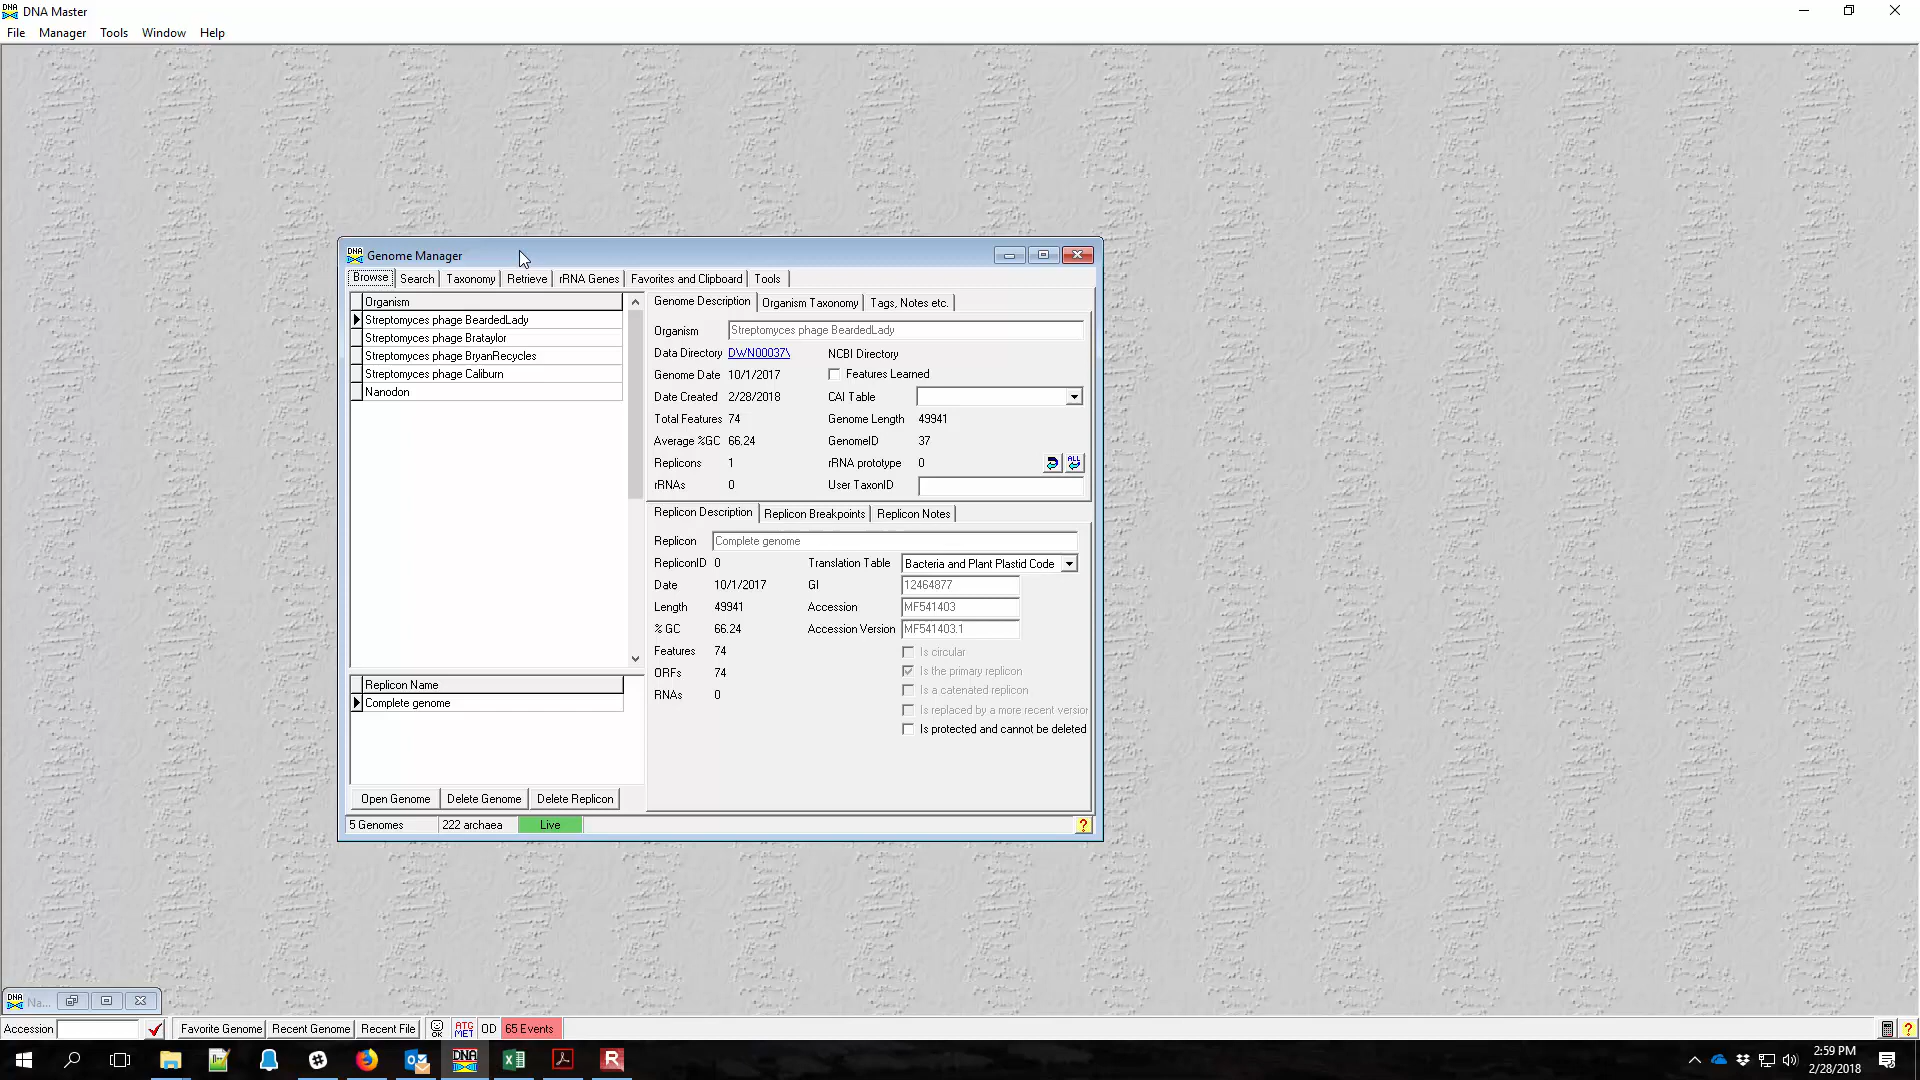 DNA Master
File Manager Tools Window Help
Genome Manager
Browse Search Taxonomy Retrieve rRNA Genes Favorites and Clipboard Tools
Organism
Streptomyces phage BeardedLady
Streptomyces phage Brataylor
Streptomyces phage BryanRecycles
Streptomyces phage Caliburn
Nanodon
Replicon Name
Complete genome
Open Genome Delete Genome Delete Replicon
Genome Description Organism Taxonomy Tags, Notes etc.
Organism Streptomyces phage BeardedLady
Data Directory DWN00037\ NCBI Directory
Genome Date 10/1/2017 Features Learned
Date Created 2/28/2018 CAI Table
Total Features 74 Genome Length 49941
Average %GC 66.24 GenomeID 37
Replicons 1 rRNA prototype 0 ALL
rRNAs 0 User TaxonID
Replicon Description Replicon Breakpoints Replicon Notes
Replicon Complete genome
RepliconID 0 Translation Table Bacteria and Plant Plastid Code
Date 10/1/2017 GI 12464877
Length 49941 Accession MF541403
% GC 66.24 Accession Version MF541403.1
Features 74 Is circular
ORFs 74 Is the primary replicon
RNAs 0 Is a catenated replicon
Is replaced by a more recent version
Is protected and cannot be deleted
5 Genomes 222 archaea Live ?
DNA Na...
Accession Favorite Genome Recent Genome Recent File OK ATG MET OD 65 Events ?
DNA
2:59 PM
2/28/2018